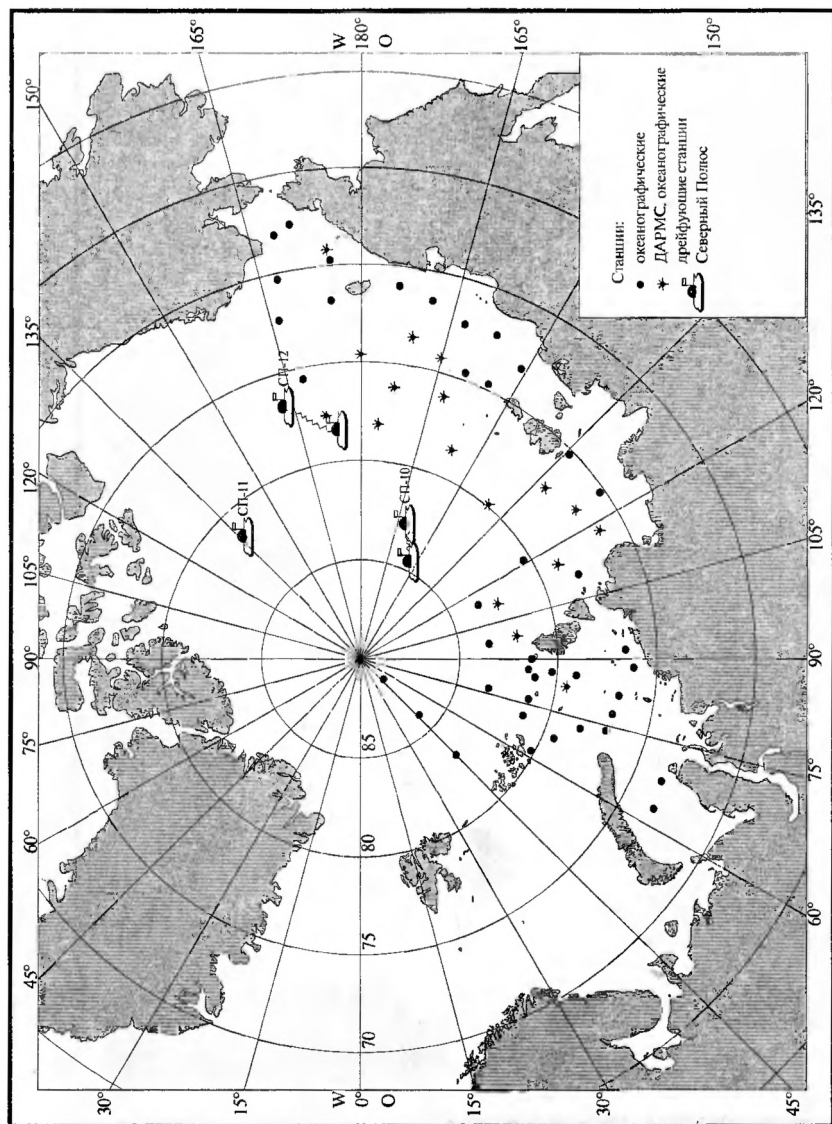 150°
165°
180°
W
O
165°
150°
135°
120°
105°
90°
75°
60°
45°
30°
15°
W
0°
O
15°
30°
45°
60°
75°
90°
105°
120°
135°
70
75
80
85
СП-12
СП-11
СП-10
Станции:
океанографические
ДАРМС, океанографические
дрейфующие станции
Северный Полюс